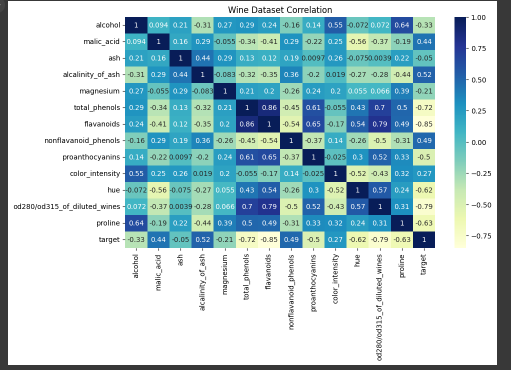 Wine Dataset Correlation
alcohol 1 0.094 0.21 -0.31 0.27 0.29 0.24 -0.16 0.14 0.55 -0.072 0.072 0.64 -0.33
malic_acid 0.094 1 0.16 0.29 -0.055 -0.34 -0.41 0.29 -0.22 0.25 -0.56 -0.37 -0.19 0.44
ash 0.21 0.16 1 0.44 0.29 0.13 0.12 0.19 0.0097 0.26 -0.075 0.0039 0.22 -0.05
alcalinity_of_ash -0.31 0.29 0.44 1 -0.083 -0.32 -0.35 0.36 -0.2 0.019 -0.27 -0.28 -0.44 0.52
magnesium 0.27 -0.055 0.29 -0.083 1 0.21 0.2 -0.26 0.24 0.2 0.055 0.066 0.39 -0.21
total_phenols 0.29 -0.34 0.13 -0.32 0.21 1 0.86 -0.45 0.61 -0.055 0.43 0.7 0.5 -0.72
flavanoids 0.24 -0.41 0.12 -0.35 0.2 0.86 1 -0.54 0.65 -0.17 0.54 0.79 0.49 -0.85
nonflavanoid_phenols -0.16 0.29 0.19 0.36 -0.26 -0.45 -0.54 1 -0.37 0.14 -0.26 -0.5 -0.31 0.49
proanthocyanins 0.14 -0.22 0.0097 -0.2 0.24 0.61 0.65 -0.37 1 -0.025 0.3 0.52 0.33 -0.5
color_intensity 0.55 0.25 0.26 0.019 0.2 -0.055 -0.17 0.14 -0.025 1 -0.52 -0.43 0.32 0.27
hue -0.072 -0.56 -0.075 -0.27 0.055 0.43 0.54 -0.26 0.3 -0.52 1 0.57 0.24 -0.62
od280/od315_of_diluted_wines 0.072 -0.37 0.0039 -0.28 0.066 0.7 0.79 -0.5 0.52 -0.43 0.57 1 0.31 -0.79
proline 0.64 -0.19 0.22 -0.44 0.39 0.5 0.49 -0.31 0.33 0.32 0.24 0.31 1 -0.63
target -0.33 0.44 -0.05 0.52 -0.21 -0.72 -0.85 0.49 -0.5 0.27 -0.62 -0.79 -0.63 1
alcohol
malic_acid
ash
alcalinity_of_ash
magnesium
total_phenols
flavanoids
nonflavanoid_phenols
proanthocyanins
color_intensity
hue
od280/od315_of_diluted_wines
proline
target
1.00
0.75
0.50
0.25
0.00
-0.25
-0.50
-0.75